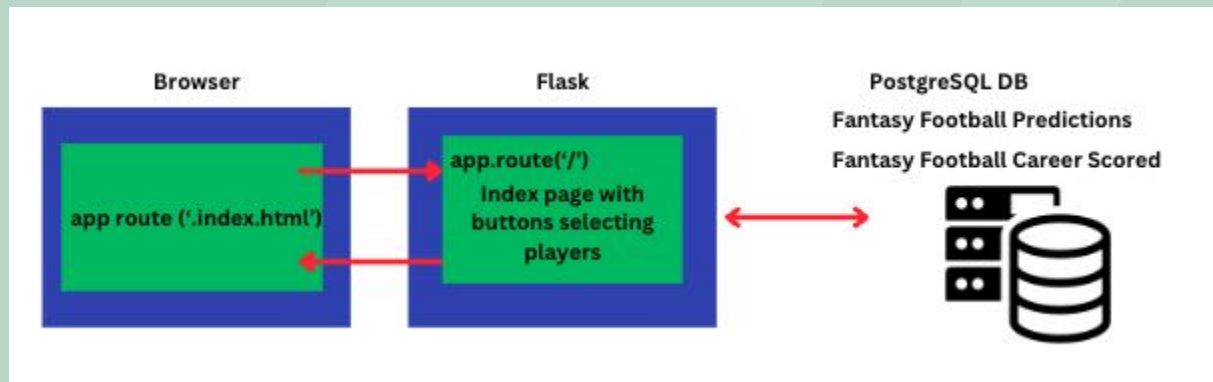 Browser
app route (‘.index.html’)
Flask
app.route(‘/’)
Index page with
buttons selecting
players
PostgreSQL DB
Fantasy Football Predictions
Fantasy Football Career Scored